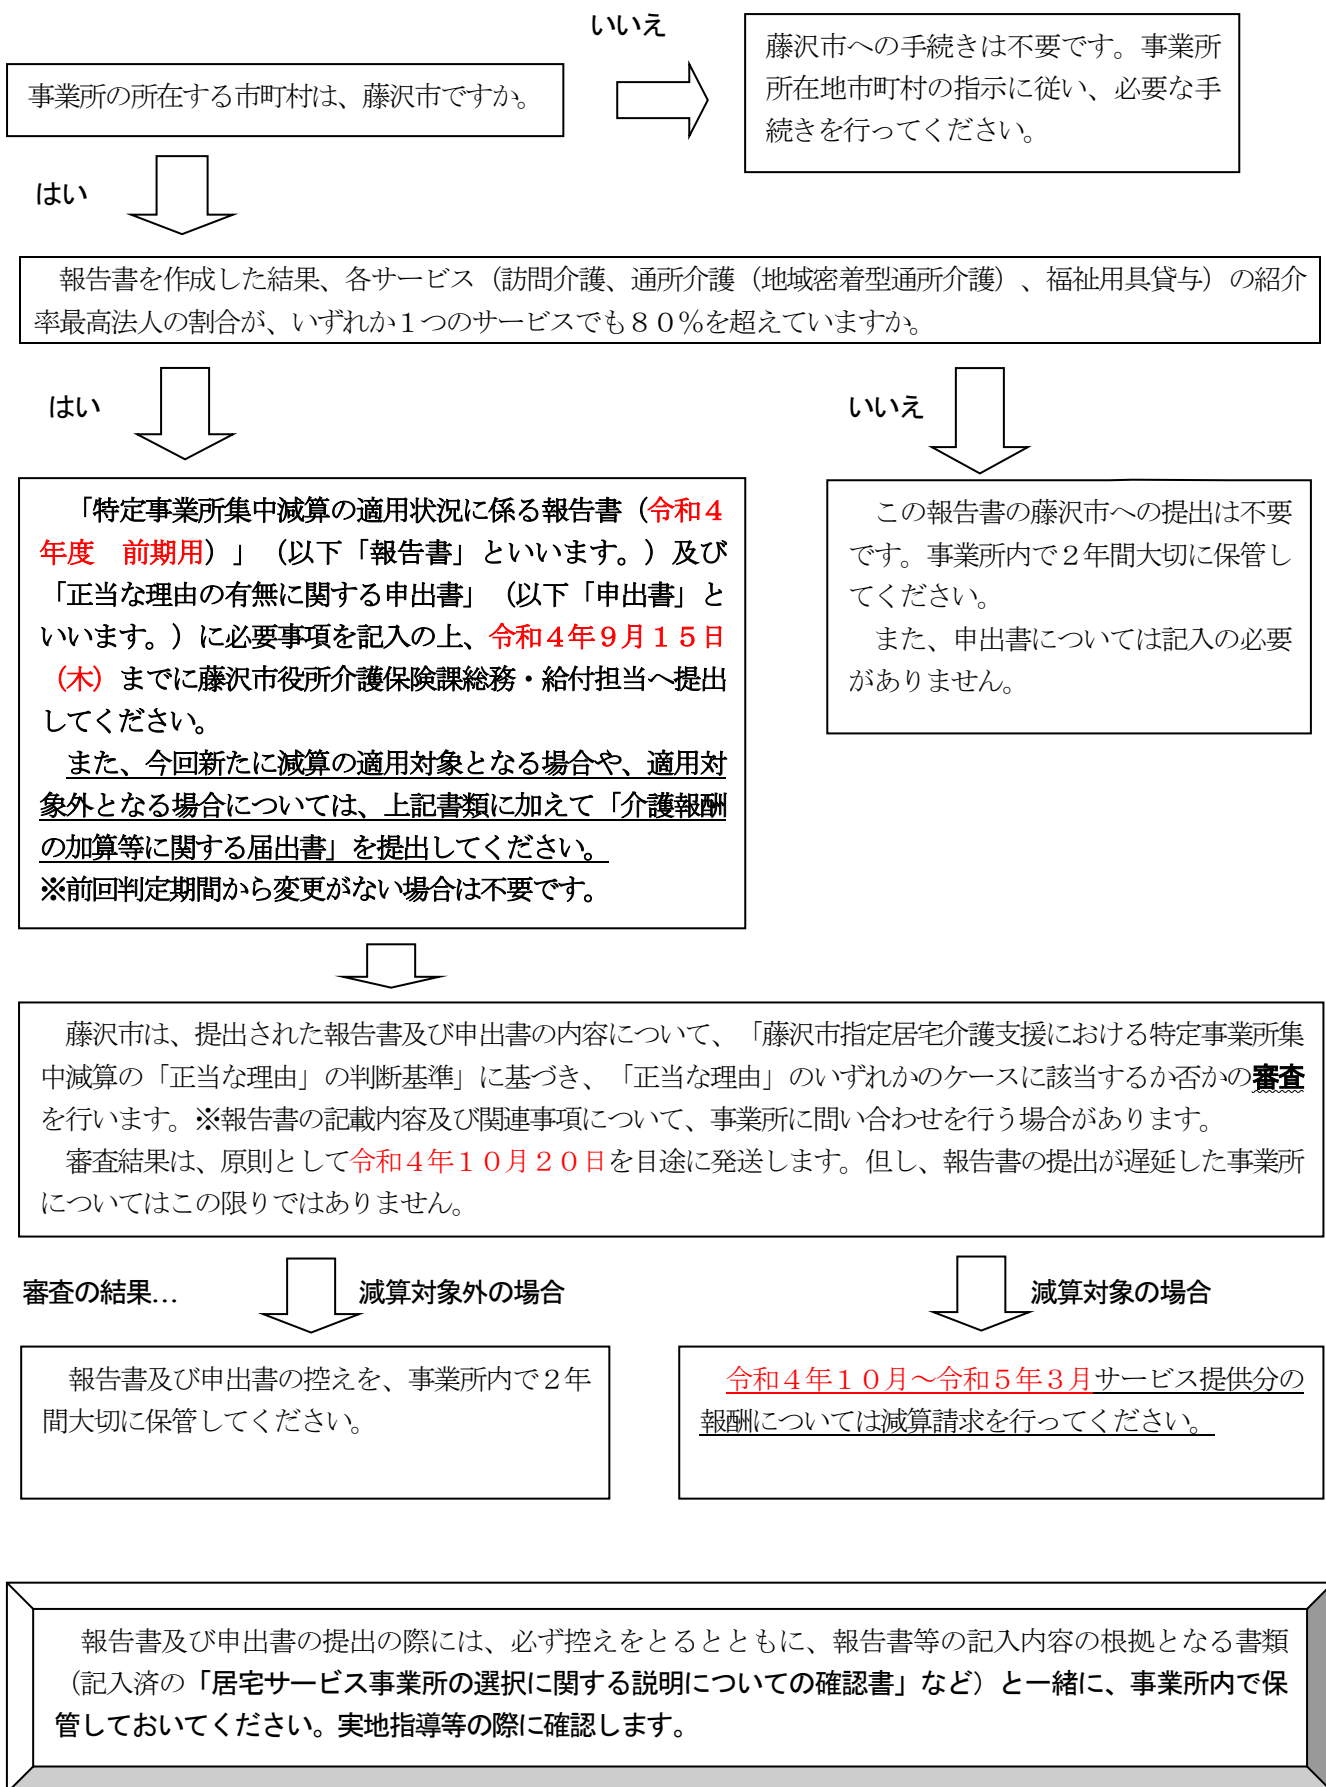 いいえ
事業所の所在する市町村は、藤沢市ですか。
藤沢市への手続きは不要です。事業所
所在地市町村の指示に従い、必要な手
続きを行ってください。
はい
報告書を作成した結果、各サービス（訪問介護、通所介護（地域密着型通所介護）、福祉用具貸与）の紹介
率最高法人の割合が、いずれか１つのサービスでも８０％を超えていますか。
はい
いいえ
「特定事業所集中減算の適用状況に係る報告書（令和４
年度　前期用）」（以下「報告書」といいます。）及び
「正当な理由の有無に関する申出書」（以下「申出書」と
いいます。）に必要事項を記入の上、令和４年９月１５日
（木）までに藤沢市役所介護保険課総務・給付担当へ提出
してください。
また、今回新たに減算の適用対象となる場合や、適用対
象外となる場合については、上記書類に加えて「介護報酬
の加算等に関する届出書」を提出してください。
※前回判定期間から変更がない場合は不要です。
この報告書の藤沢市への提出は不要
です。事業所内で２年間大切に保管し
てください。
また、申出書については記入の必要
がありません。
藤沢市は、提出された報告書及び申出書の内容について、「藤沢市指定居宅介護支援における特定事業所集
中減算の「正当な理由」の判断基準」に基づき、「正当な理由」のいずれかのケースに該当するか否かの審査
を行います。※報告書の記載内容及び関連事項について、事業所に問い合わせを行う場合があります。
審査結果は、原則として令和４年１０月２０日を目途に発送します。但し、報告書の提出が遅延した事業所
についてはこの限りではありません。
審査の結果…
減算対象外の場合
減算対象の場合
報告書及び申出書の控えを、事業所内で２年
間大切に保管してください。
令和４年１０月～令和５年３月サービス提供分の
報酬については減算請求を行ってください。
報告書及び申出書の提出の際には、必ず控えをとるとともに、報告書等の記入内容の根拠となる書類
（記入済の「居宅サービス事業所の選択に関する説明についての確認書」など）と一緒に、事業所内で保
管しておいてください。実地指導等の際に確認します。